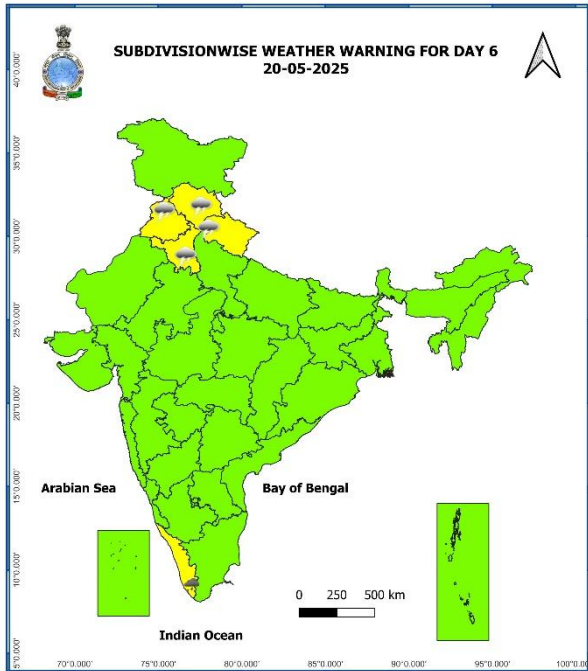 SUBDIVISIONWISE WEATHER WARNING FOR DAY 6
20-05-2025
40°0.000'
35°0.000'
30°0.000'
25°0.000'
20°0.000'
15°0.000'
10°0.000'
5°0.000'
Arabian Sea
Bay of Bengal
0 250 500 km
Indian Ocean
70°0.000' 75°0.000' 80°0.000' 85°0.000' 90°0.000' 95°0.000'